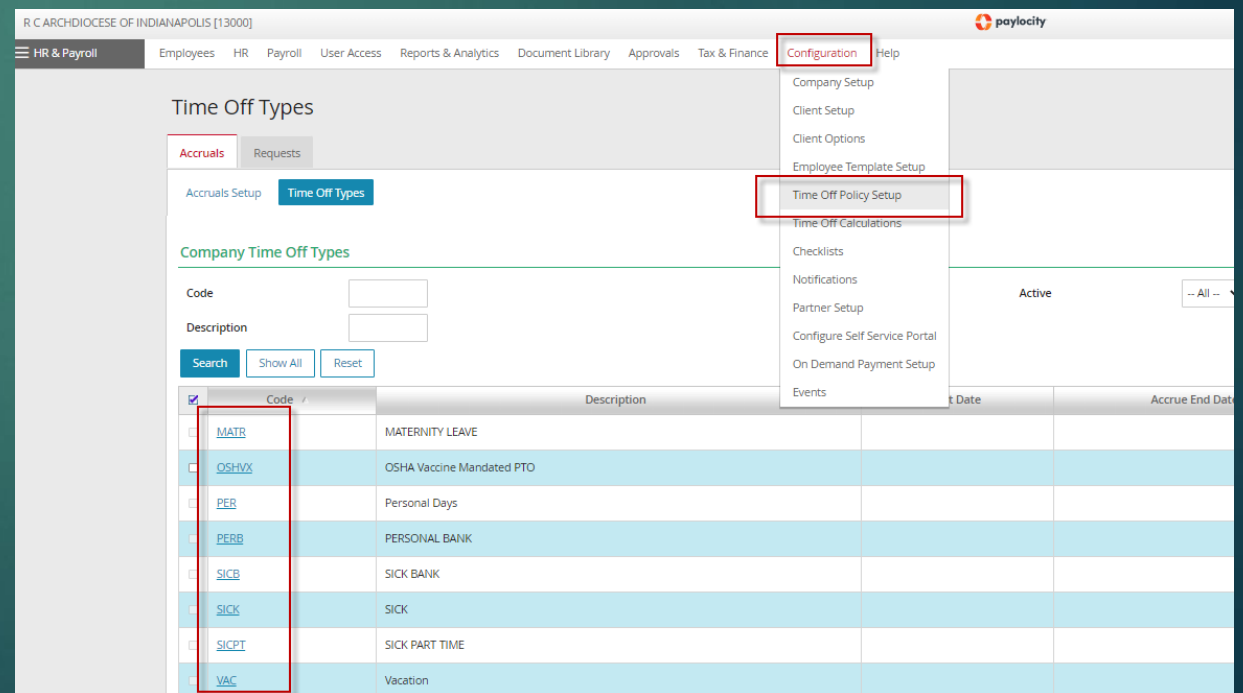 R C ARCHDIOCESE OF INDIANAPOLIS [13000]
paylocity
HR & Payroll
Employees HR Payroll User Access Reports & Analytics Document Library Approvals Tax & Finance Configuration Help
Company Setup
Client Setup
Client Options
Employee Template Setup
Time Off Policy Setup
Time Off Calculations
Checklists
Notifications
Partner Setup
Configure Self Service Portal
On Demand Payment Setup
Events
Time Off Types
Accruals Requests
Accruals Setup Time Off Types
Company Time Off Types
Code
Active -- All --
Description
Search Show All Reset
Code Description t Date Accrue End Date
MATR MATERNITY LEAVE
OSHVX OSHA Vaccine Mandated PTO
PER Personal Days
PERB PERSONAL BANK
SICB SICK BANK
SICK SICK
SICPT SICK PART TIME
VAC Vacation